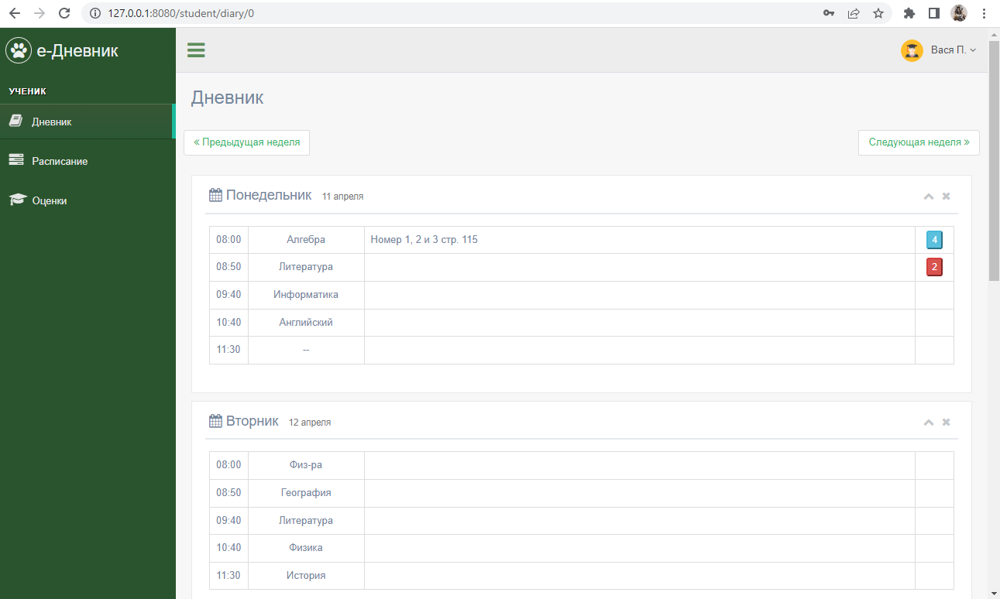 127.0.0.1:8080/student/diary/0
е-Дневник
Вася П.
УЧЕНИК
Дневник
Расписание
Оценки
Дневник
« Предыдущая неделя
Следующая неделя »
Понедельник 11 апреля
08:00 Алгебра Номер 1, 2 и 3 стр. 115 4
08:50 Литература 2
09:40 Информатика
10:40 Английский
11:30 --
Вторник 12 апреля
08:00 Физ-ра
08:50 География
09:40 Литература
10:40 Физика
11:30 История